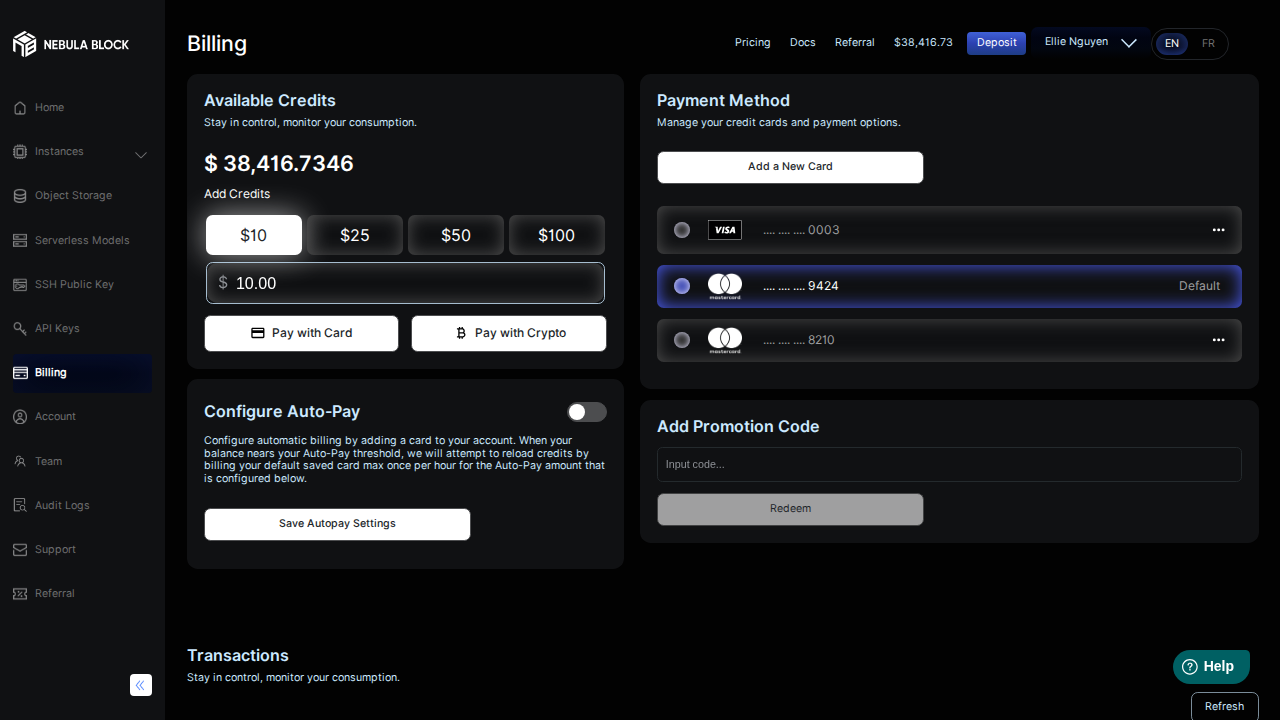 NEBULA BLOCK
Home
Instances
Object Storage
Serverless Models
SSH Public Key
API Keys
Billing
Account
Team
Audit Logs
Support
Referral
Billing
Pricing
Docs
Referral
$38,416.73
Deposit
Ellie Nguyen
EN
FR
Available Credits
Stay in control, monitor your consumption.
$ 38,416.7346
Add Credits
$10
$25
$50
$100
$ 10.00
Pay with Card
Pay with Crypto
Configure Auto-Pay
Configure automatic billing by adding a card to your account. When your
balance nears your Auto-Pay threshold, we will attempt to reload credits by
billing your default saved card max once per hour for the Auto-Pay amount that
is configured below.
Save Autopay Settings
Payment Method
Manage your credit cards and payment options.
Add a New Card
VISA
.... .... .... 0003
mastercard
.... .... .... 9424
Default
mastercard
.... .... .... 8210
Add Promotion Code
Input code...
Redeem
Transactions
Stay in control, monitor your consumption.
Help
Refresh